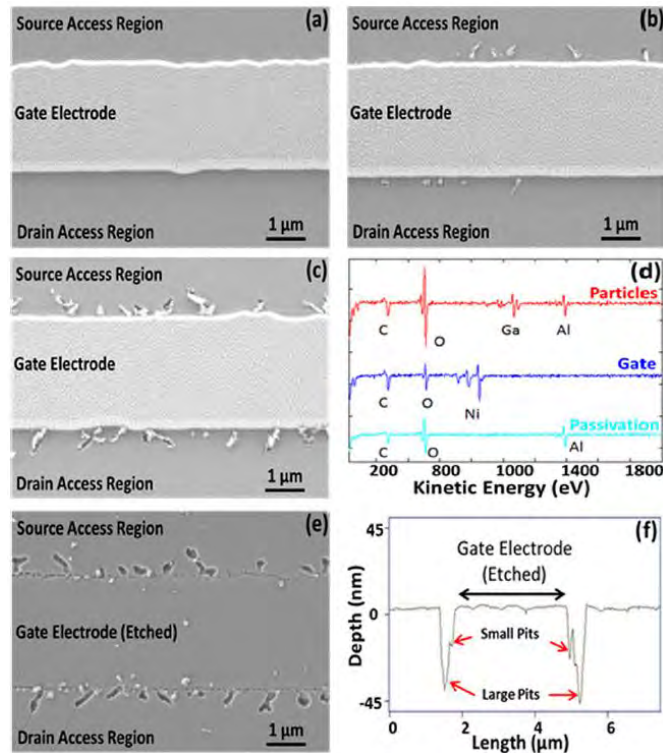 (a)
Source Access Region
Gate Electrode
Drain Access Region
1 µm
(b)
Source Access Region
Gate Electrode
Drain Access Region
1 µm
(c)
Source Access Region
Gate Electrode
Drain Access Region
1 µm
(d)
Particles
C
O
Ga
Al
Gate
C
O
Ni
Passivation
C
O
Al
200 600 1000 1400 1800
Kinetic Energy (eV)
(e)
Source Access Region
Gate Electrode (Etched)
Drain Access Region
1 µm
(f)
45
Gate Electrode
(Etched)
0
Depth (nm)
Small Pits
Large Pits
-45
0 2 4 6
Length (µm)